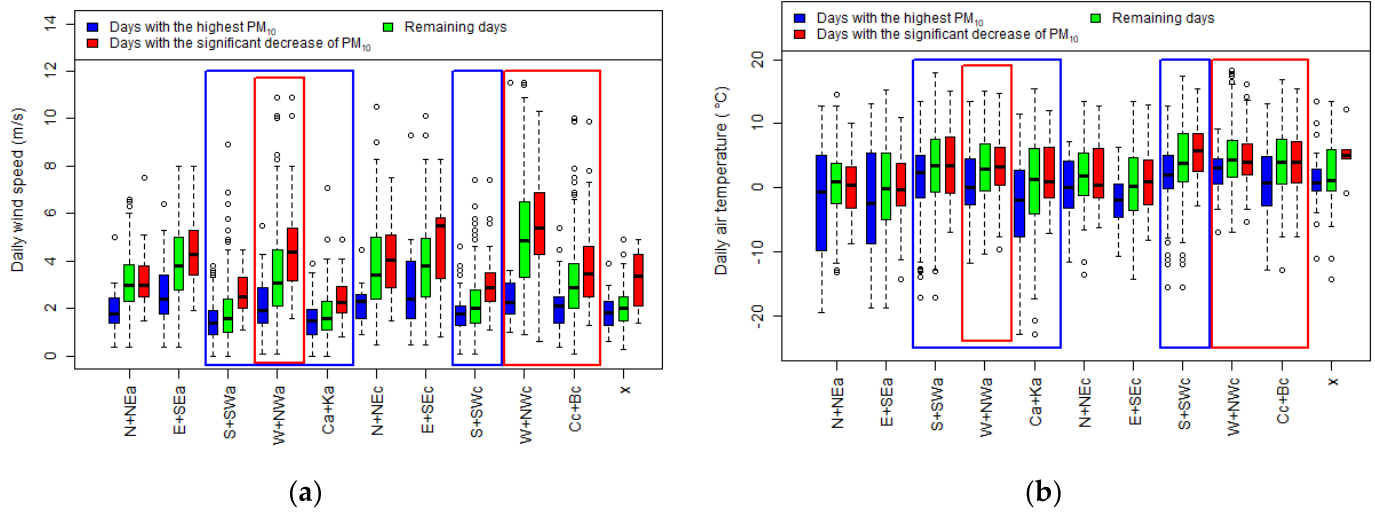 Days with the highest PM10
Remaining days
Days with the significant decrease of PM10
Daily wind speed (m/s)
14
12
10
8
6
4
2
0
N+NEa
E+SEa
S+SWa
W+NWa
Ca+Ka
N+NEc
E+SEc
S+SWc
W+NWc
Cc+Bc
x
(a)
Days with the highest PM10
Remaining days
Days with the significant decrease of PM10
Daily air temperature ( °C)
20
10
0
-10
-20
N+NEa
E+SEa
S+SWa
W+NWa
Ca+Ka
N+NEc
E+SEc
S+SWc
W+NWc
Cc+Bc
x
(b)